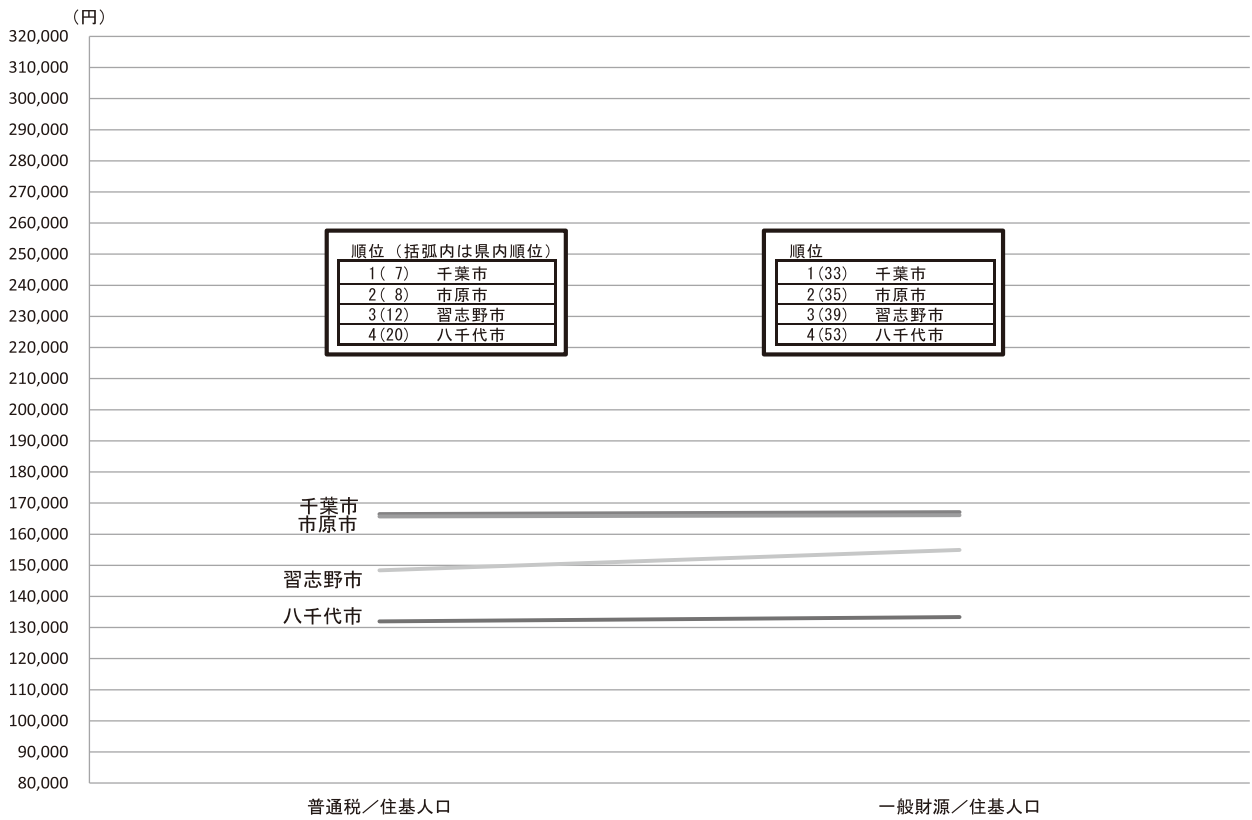 （円）
320,000
310,000
300,000
290,000
280,000
270,000
260,000
250,000
240,000
230,000
220,000
210,000
200,000
190,000
180,000
170,000
160,000
150,000
140,000
130,000
120,000
110,000
100,000
90,000
80,000
順位（括弧内は県内順位）
1( 7) 千葉市
2( 8) 市原市
3(12) 習志野市
4(20) 八千代市
順位
1(33) 千葉市
2(35) 市原市
3(39) 習志野市
4(53) 八千代市
千葉市
市原市
習志野市
八千代市
普通税／住基人口
一般財源／住基人口